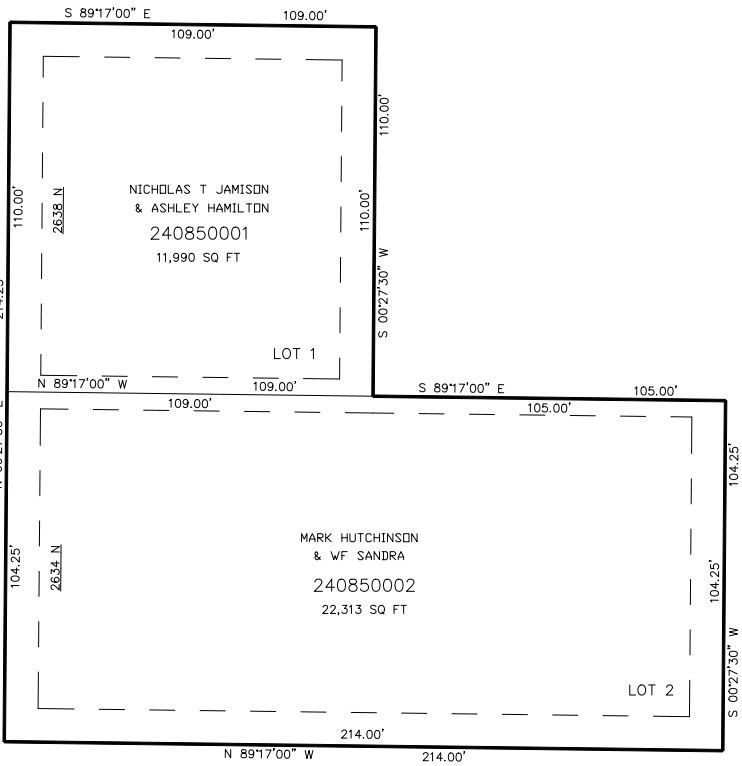 S 89°17'00" E
109.00'
109.00'
110.00'
110.00'
110.00'
2638 N
NICHOLAS T JAMISON
& ASHLEY HAMILTON
240850001
11,990 SQ FT
S 00°27'30" W
LOT 1
N 89°17'00" W
109.00'
109.00'
S 89°17'00" E
105.00'
105.00'
104.25'
104.25'
104.25'
2634 N
MARK HUTCHINSON
& WF SANDRA
240850002
22,313 SQ FT
S 00°27'30" W
LOT 2
214.00'
N 89°17'00" W
214.00'